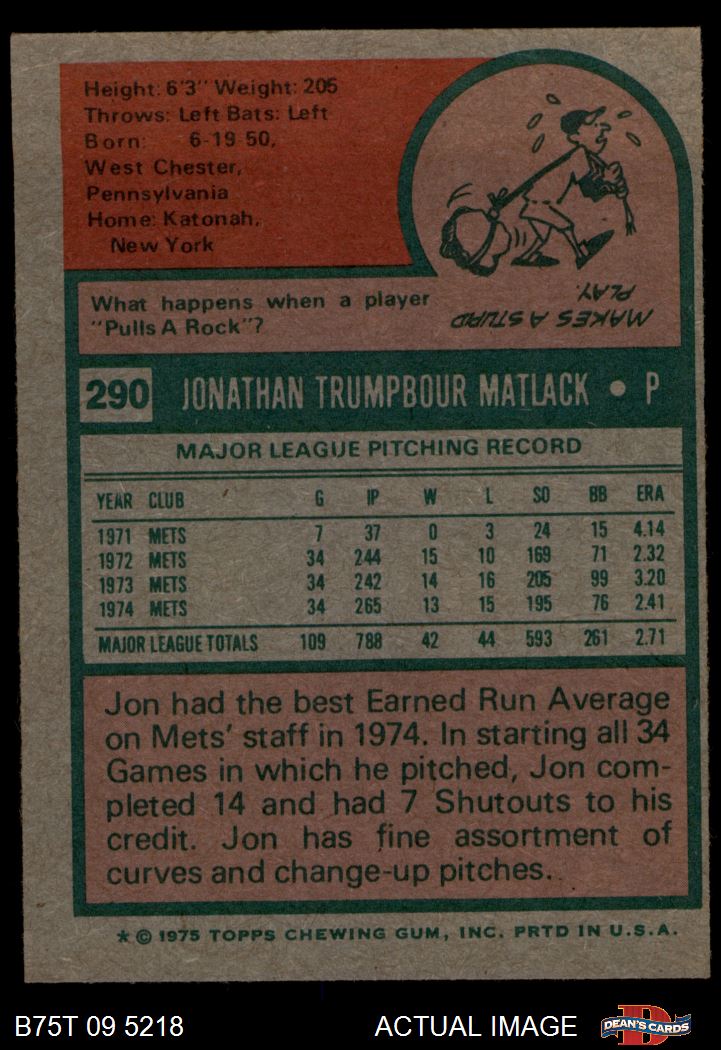 Height: 6'3" Weight: 205
Throws: Left Bats: Left
Born: 6-19-50,
West Chester,
Pennsylvania
Home: Katonah,
New York
What happens when a player
"Pulls A Rock"?
MAKES A STUPID
PLAY.
290 JONATHAN TRUMPBOUR MATLACK • P
MAJOR LEAGUE PITCHING RECORD
YEAR CLUB G IP W L SO BB ERA
1971 METS 7 37 0 3 24 15 4.14
1972 METS 34 244 15 10 169 71 2.32
1973 METS 34 242 14 16 205 99 3.20
1974 METS 34 265 13 15 195 76 2.41
MAJOR LEAGUE TOTALS 109 788 42 44 593 261 2.71
Jon had the best Earned Run Average
on Mets' staff in 1974. In starting all 34
Games in which he pitched, Jon com-
pleted 14 and had 7 Shutouts to his
credit. Jon has fine assortment of
curves and change-up pitches.
* © 1975 TOPPS CHEWING GUM, INC. PRTD IN U.S.A.
B75T 09 5218 ACTUAL IMAGE DEAN'S CARDS